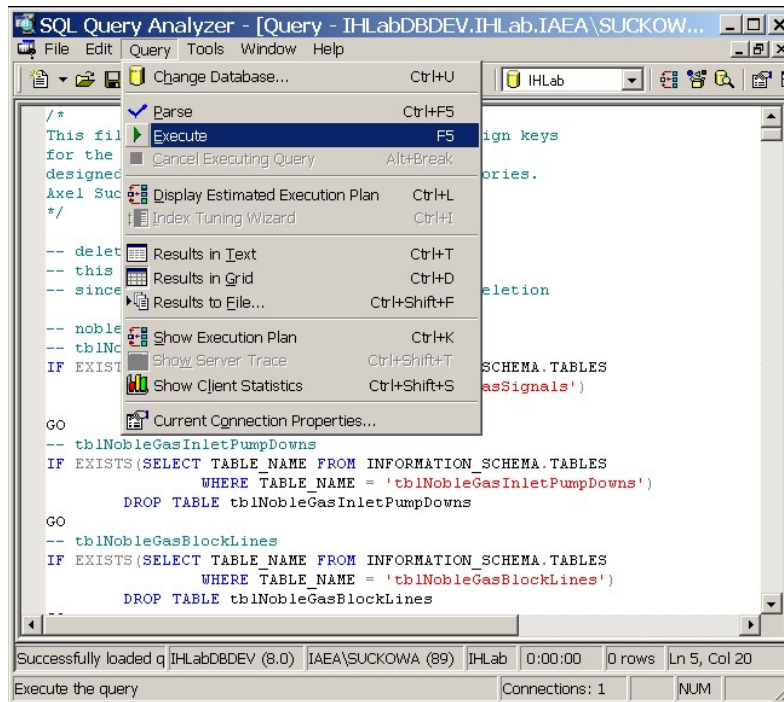 SQL Query Analyzer - [Query - IHLabDBDEV.IHLab.IAEA\SUCKOW...
File Edit Query Tools Window Help
IHLab
Change Database... Ctrl+U
Parse Ctrl+F5
Execute F5
Cancel Executing Query Alt+Break
Display Estimated Execution Plan Ctrl+L
Index Tuning Wizard Ctrl+I
Results in Text Ctrl+T
Results in Grid Ctrl+D
Results to File... Ctrl+Shift+F
Show Execution Plan Ctrl+K
Show Server Trace Ctrl+Shift+T
Show Client Statistics Ctrl+Shift+S
Current Connection Properties...
/*
This fil ign keys
for the
designed ories.
Axel Suc
*/
-- delet
-- this
-- since eletion
-- noble
-- tblNo
IF EXIST SCHEMA.TABLES
asSignals')
GO
-- tblNobleGasInletPumpDowns
IF EXISTS(SELECT TABLE_NAME FROM INFORMATION_SCHEMA.TABLES
WHERE TABLE_NAME = 'tblNobleGasInletPumpDowns')
DROP TABLE tblNobleGasInletPumpDowns
GO
-- tblNobleGasBlockLines
IF EXISTS(SELECT TABLE_NAME FROM INFORMATION_SCHEMA.TABLES
WHERE TABLE_NAME = 'tblNobleGasBlockLines')
DROP TABLE tblNobleGasBlockLines
Successfully loaded q IHLabDBDEV (8.0) IAEA\SUCKOWA (89) IHLab 0:00:00 0 rows Ln 5, Col 20
Execute the query Connections: 1 NUM